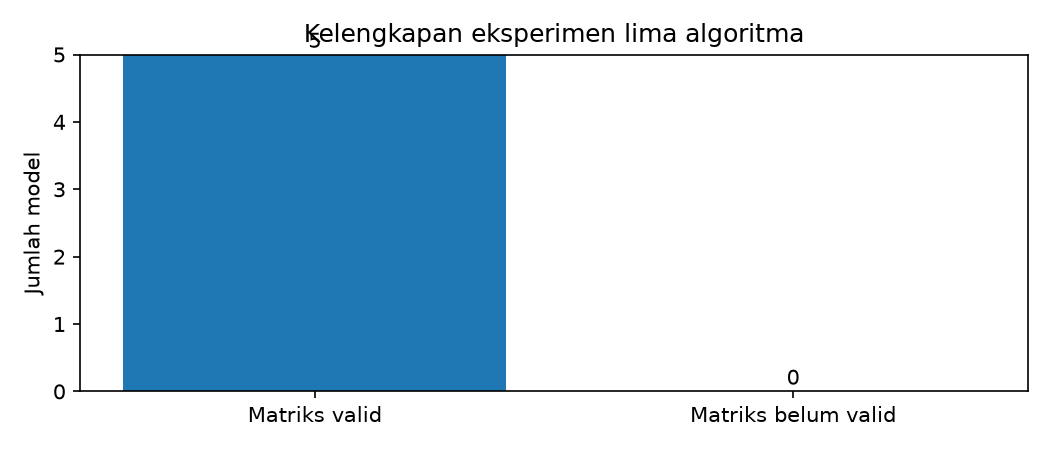 Kelengkapan eksperimen lima algoritma
5
5
4
3
2
1
0
Jumlah model
0
Matriks valid
Matriks belum valid